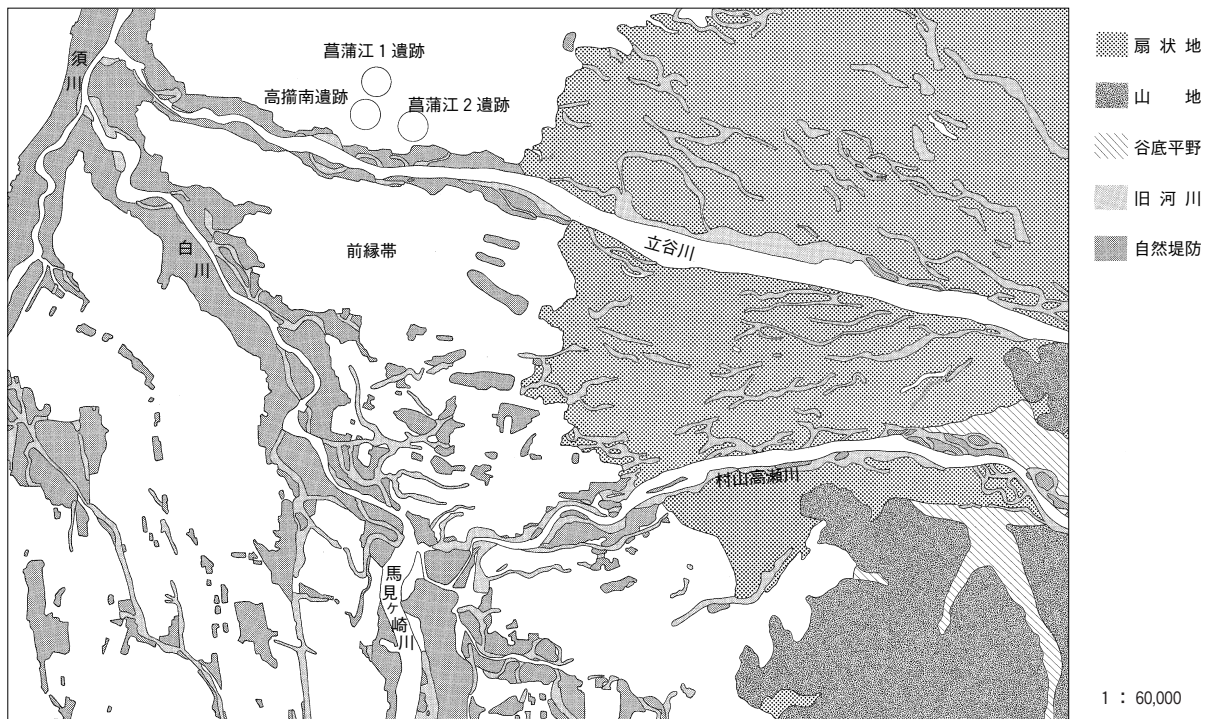 須川
菖蒲江1遺跡
高擶南遺跡
菖蒲江2遺跡
白川
前縁帯
立谷川
村山高瀬川
馬見ヶ崎川
扇状地
山地
谷底平野
旧河川
自然堤防
1：60,000